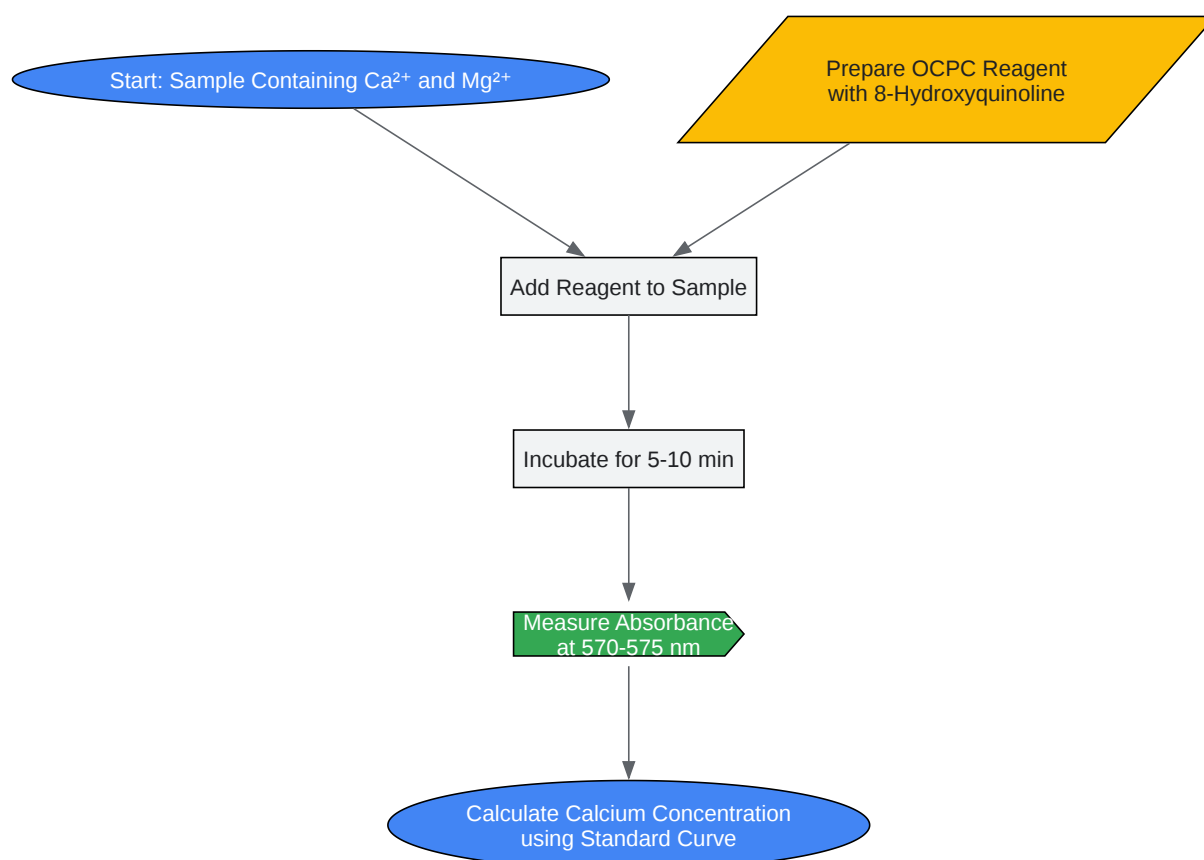 Start: Sample Containing Ca²⁺ and Mg²⁺
Prepare OCPC Reagent
with 8-Hydroxyquinoline
Add Reagent to Sample
Incubate for 5-10 min
Measure Absorbance
at 570-575 nm
Calculate Calcium Concentration
using Standard Curve